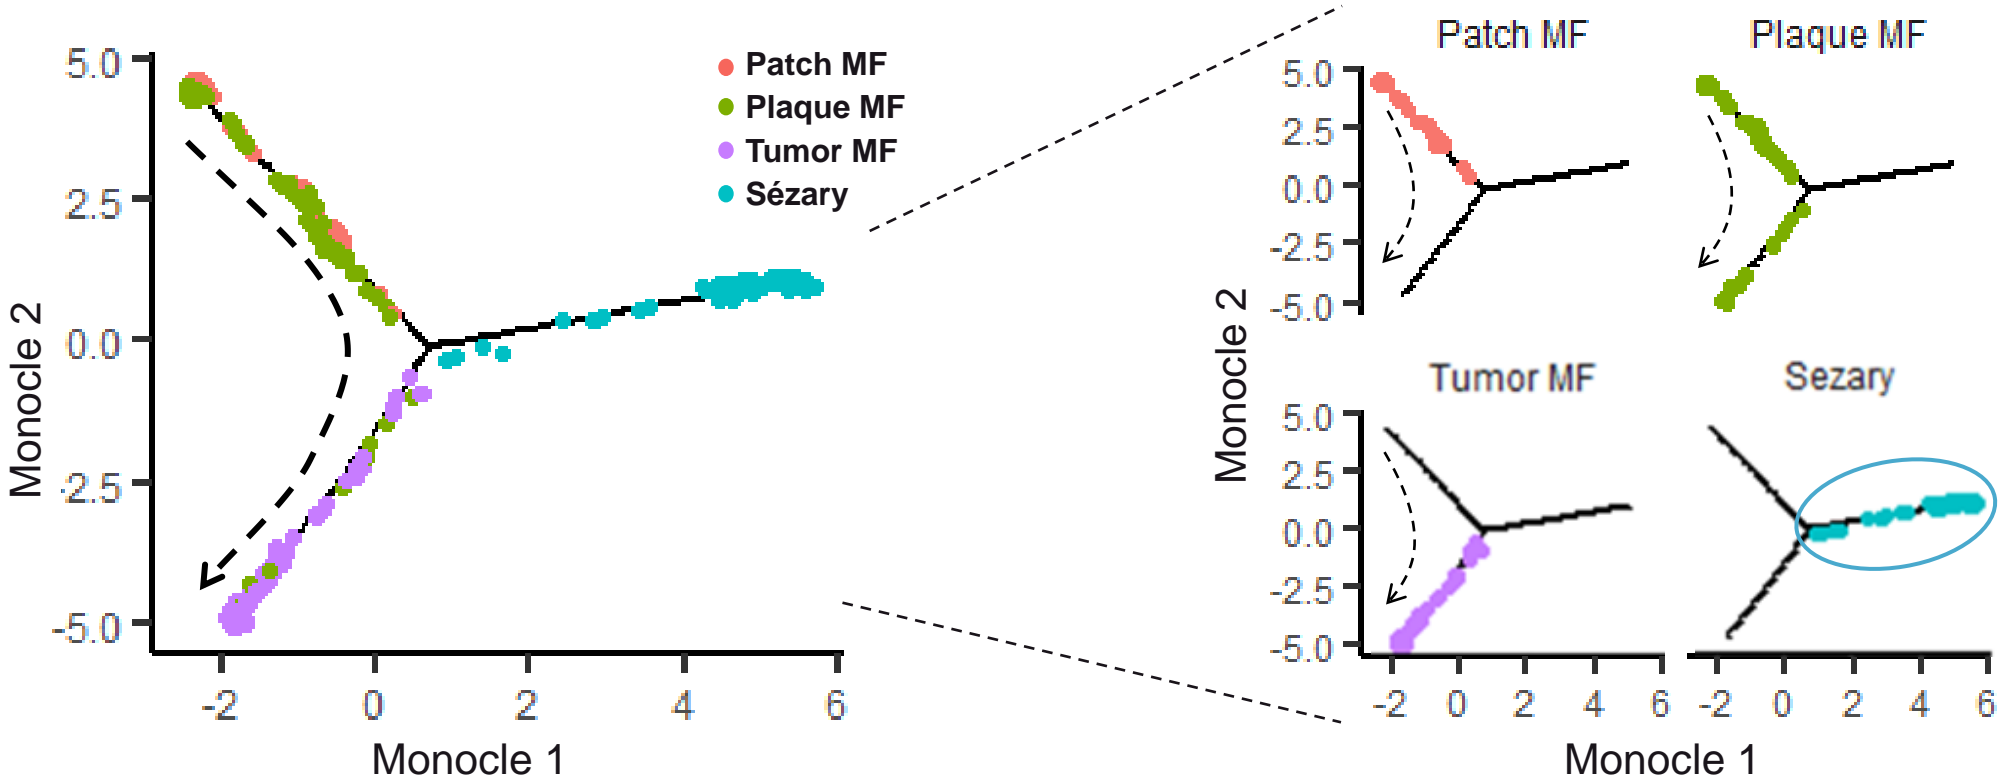 Patch MF
Plaque MF
Tumor MF
Sézary
5.0
2.5
0.0
-2.5
-5.0
Monocle 2
-2 0 2 4 6
Monocle 1
Patch MF Plaque MF
5.0
2.5
0.0
-2.5
-5.0
Monocle 2
Tumor MF Sezary
5.0
2.5
0.0
-2.5
-5.0
-2 0 2 4 6 -2 0 2 4 6
Monocle 1